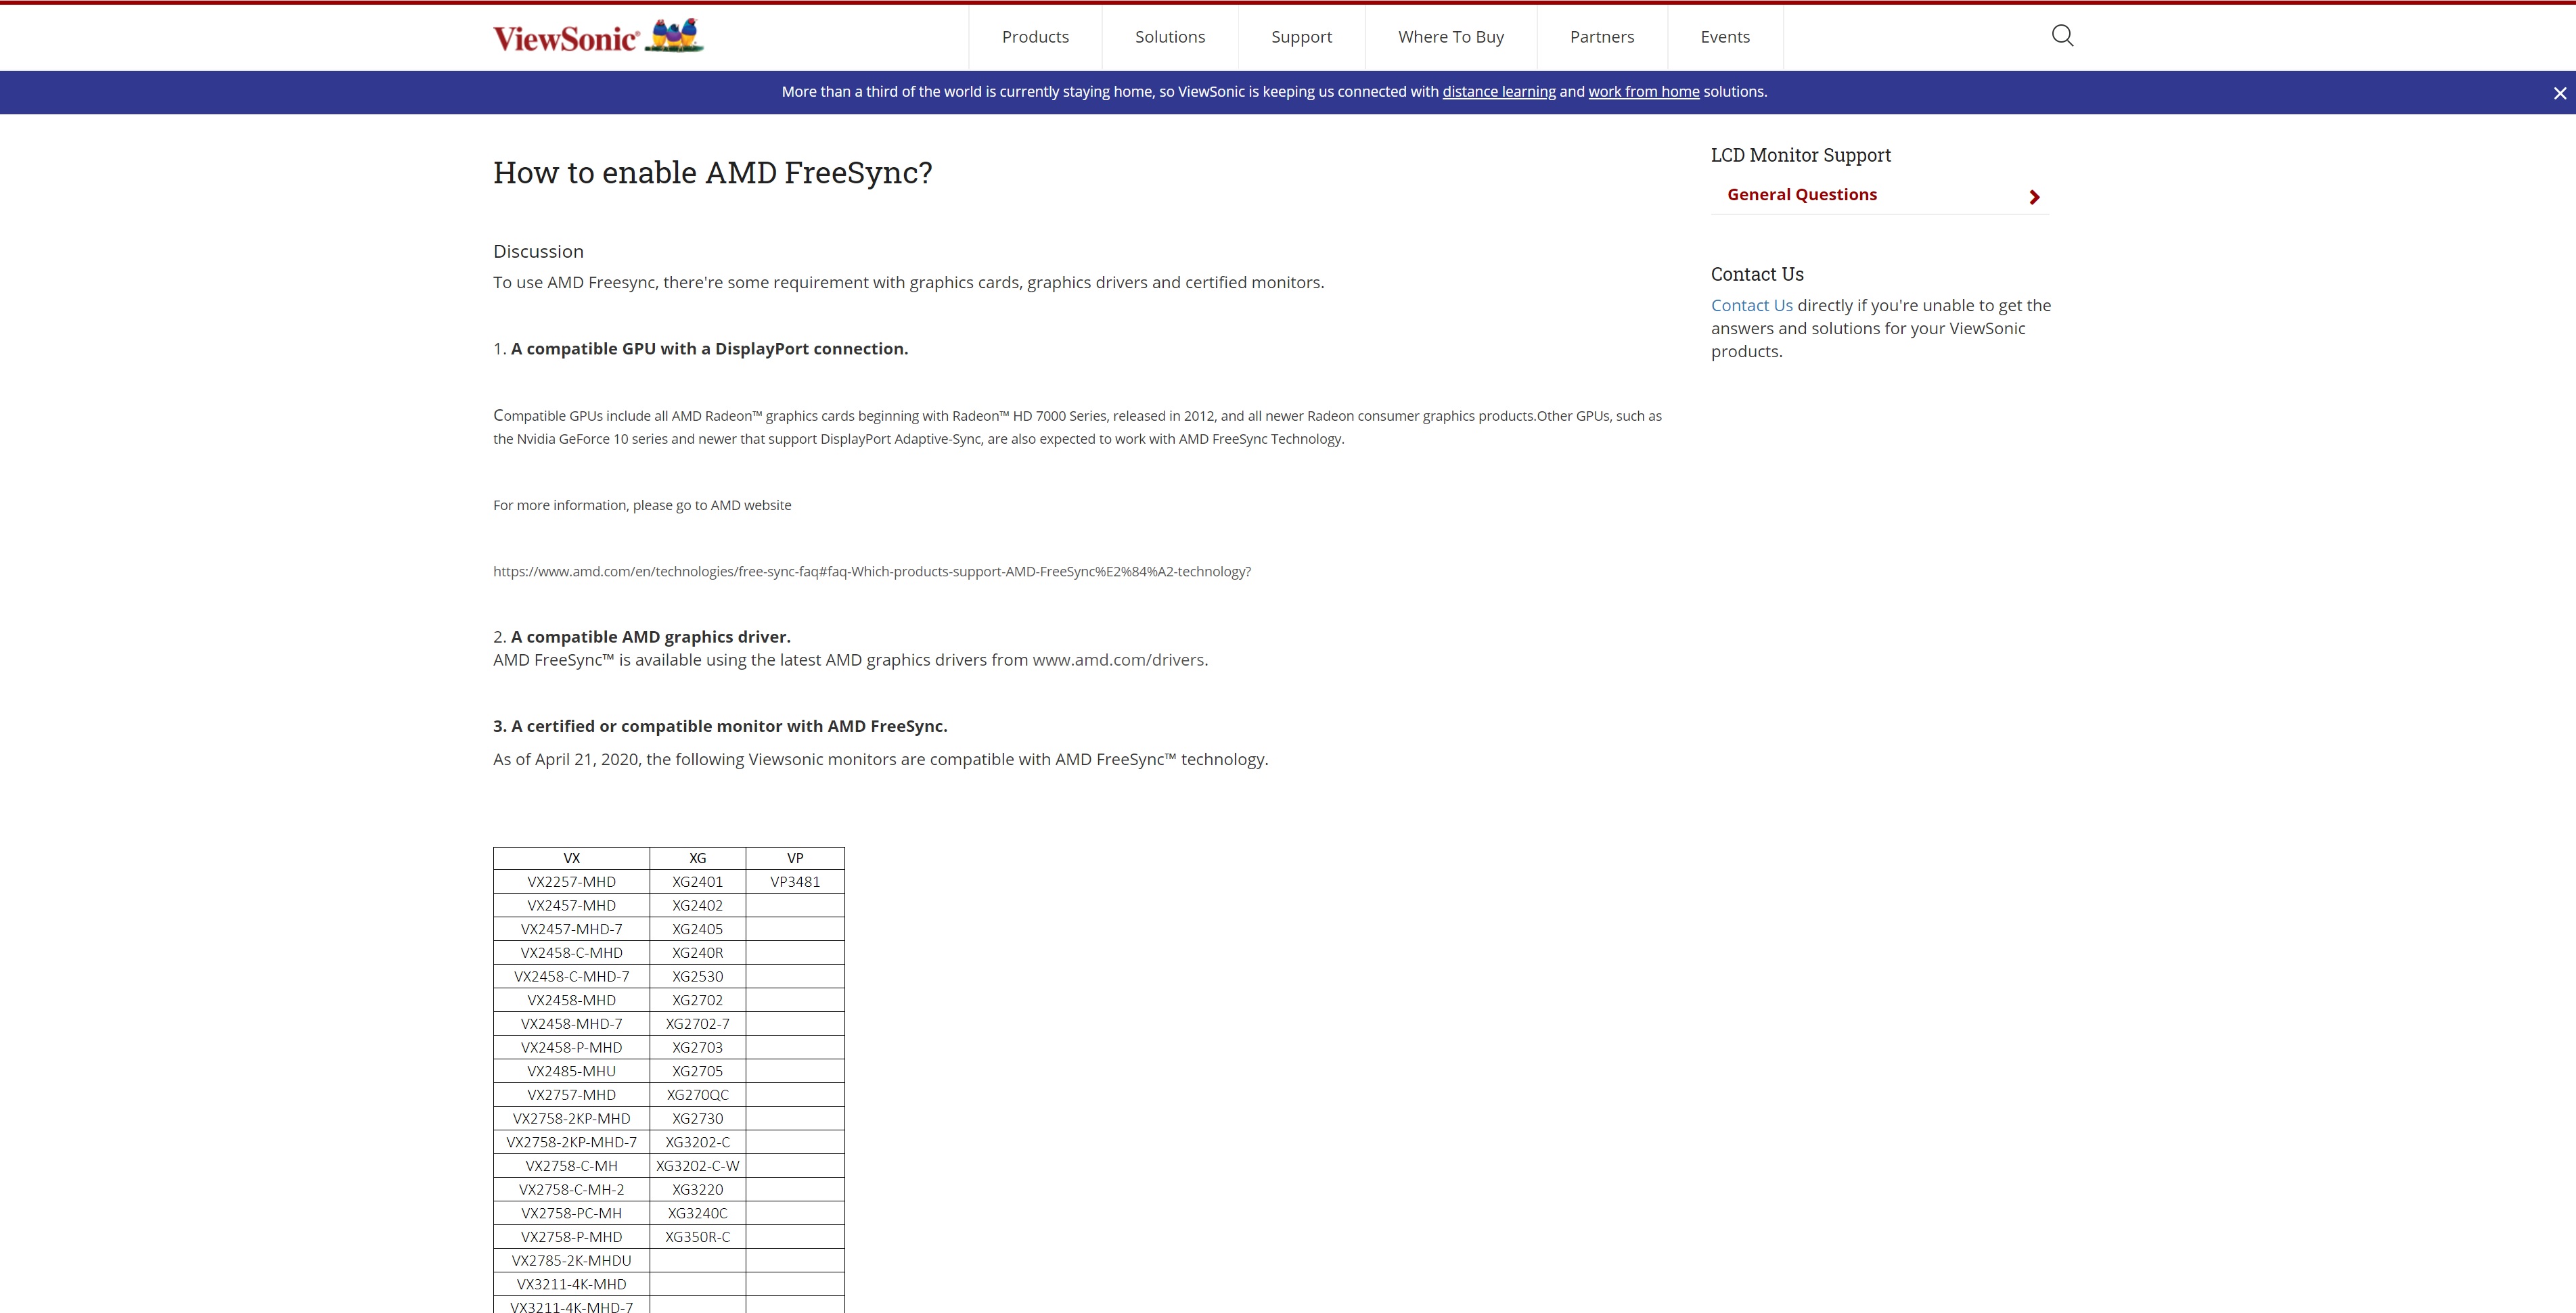 ViewSonic®
Products
Solutions
Support
Where To Buy
Partners
Events
More than a third of the world is currently staying home, so ViewSonic is keeping us connected with distance learning and work from home solutions.
How to enable AMD FreeSync?
Discussion
To use AMD Freesync, there're some requirement with graphics cards, graphics drivers and certified monitors.
1. A compatible GPU with a DisplayPort connection.
Compatible GPUs include all AMD Radeon™ graphics cards beginning with Radeon™ HD 7000 Series, released in 2012, and all newer Radeon consumer graphics products.Other GPUs, such as
the Nvidia GeForce 10 series and newer that support DisplayPort Adaptive-Sync, are also expected to work with AMD FreeSync Technology.
For more information, please go to AMD website
https://www.amd.com/en/technologies/free-sync-faq#faq-Which-products-support-AMD-FreeSync%E2%84%A2-technology?
2. A compatible AMD graphics driver.
AMD FreeSync™ is available using the latest AMD graphics drivers from www.amd.com/drivers.
3. A certified or compatible monitor with AMD FreeSync.
As of April 21, 2020, the following Viewsonic monitors are compatible with AMD FreeSync™ technology.
VX XG VP
VX2257-MHD XG2401 VP3481
VX2457-MHD XG2402
VX2457-MHD-7 XG2405
VX2458-C-MHD XG240R
VX2458-C-MHD-7 XG2530
VX2458-MHD XG2702
VX2458-MHD-7 XG2702-7
VX2458-P-MHD XG2703
VX2485-MHU XG2705
VX2757-MHD XG270QC
VX2758-2KP-MHD XG2730
VX2758-2KP-MHD-7 XG3202-C
VX2758-C-MH XG3202-C-W
VX2758-C-MH-2 XG3220
VX2758-PC-MH XG3240C
VX2758-P-MHD XG350R-C
VX2785-2K-MHDU
VX3211-4K-MHD
VX3211-4K-MHD-7
LCD Monitor Support
General Questions
Contact Us
Contact Us directly if you're unable to get the
answers and solutions for your ViewSonic
products.